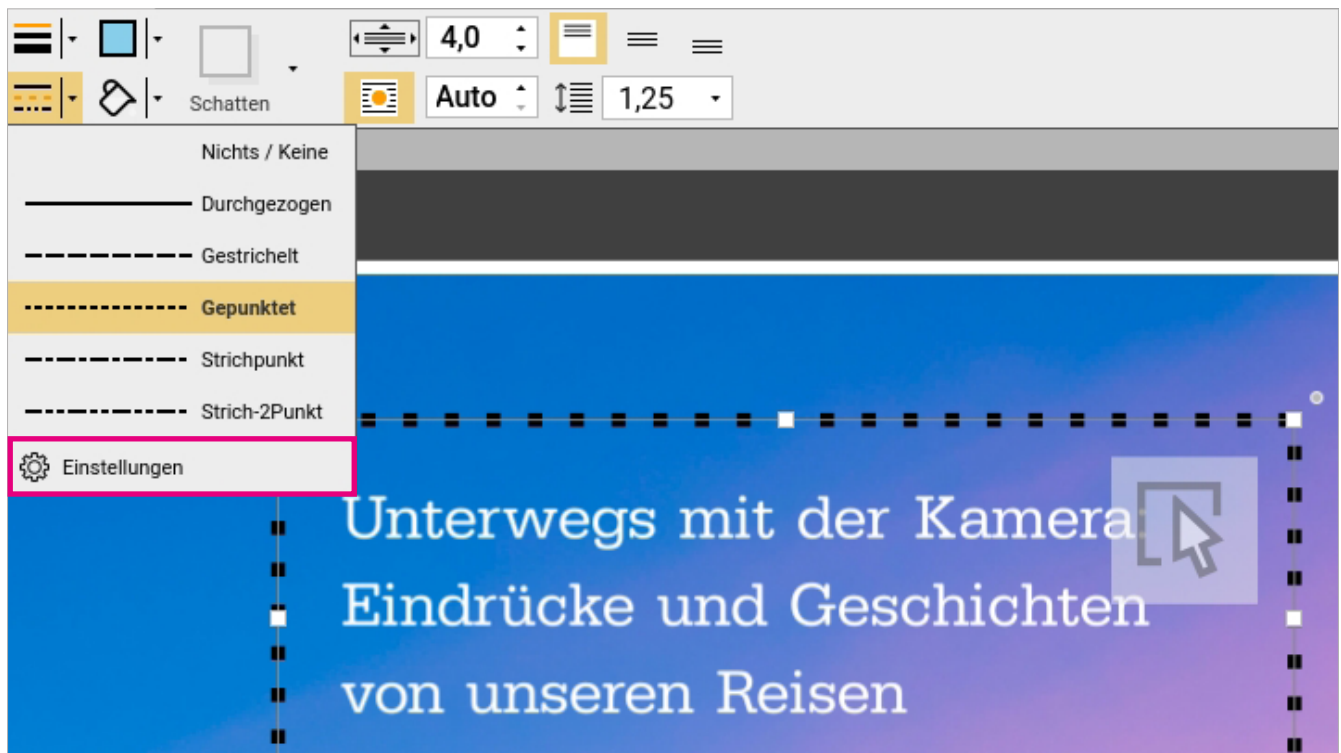 4,0
Schatten
Auto
1,25
Nichts / Keine
Durchgezogen
Gestrichelt
Gepunktet
Strichpunkt
Strich-2Punkt
Einstellungen
Unterwegs mit der Kamera:
Eindrücke und Geschichten
von unseren Reisen